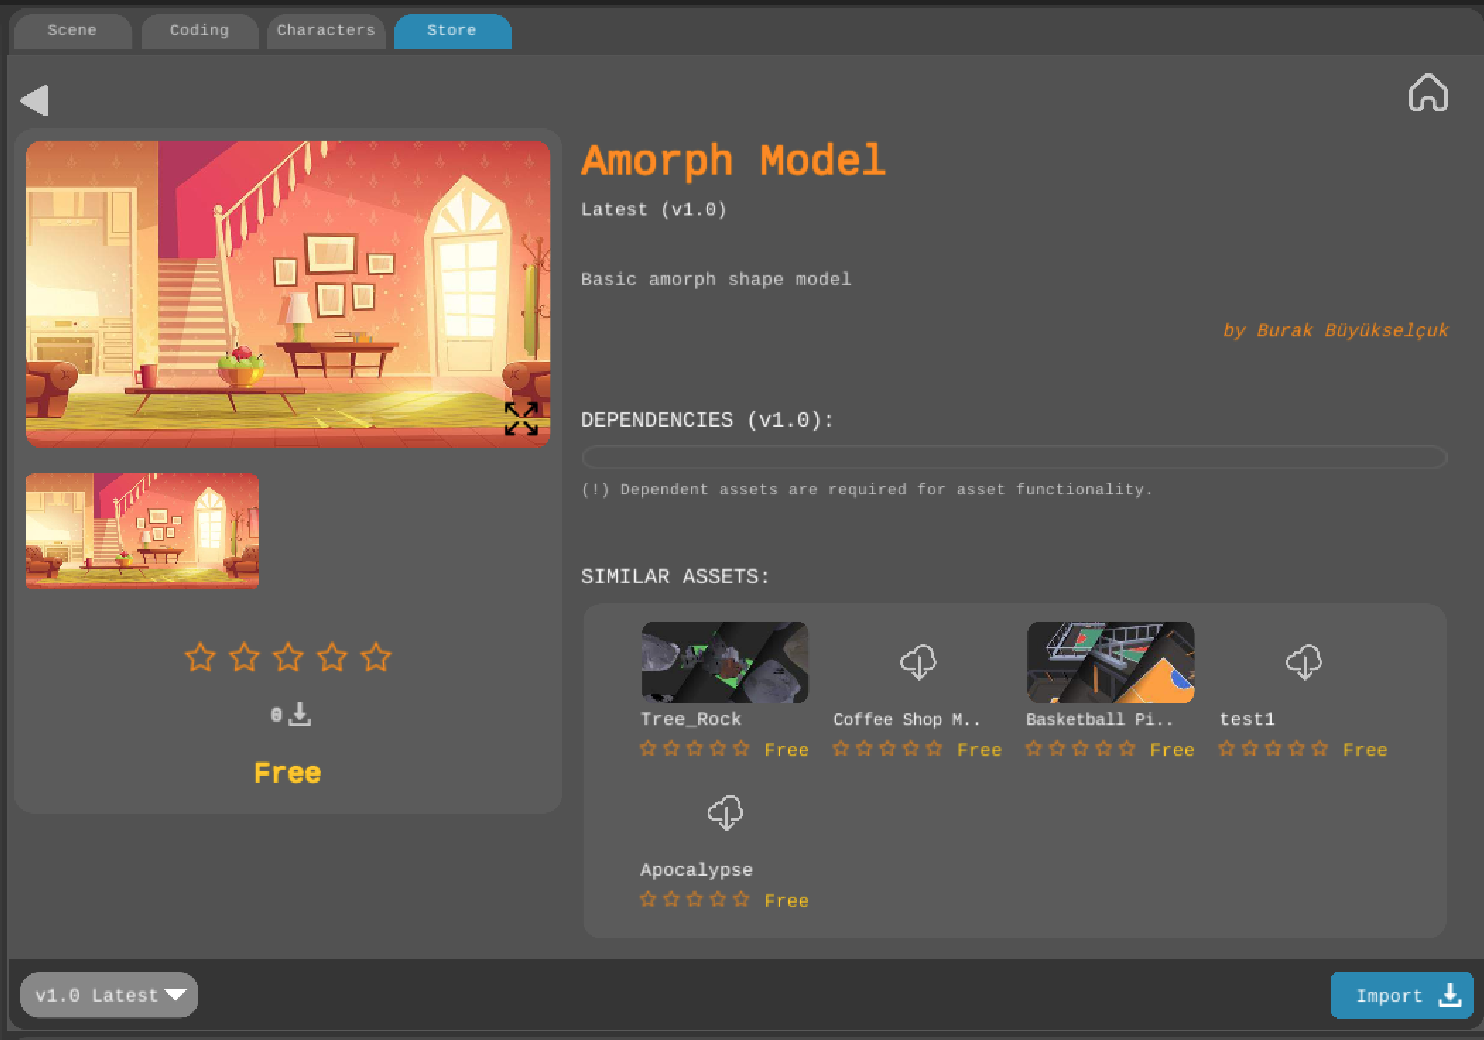 Scene
Coding
Characters
Store
Amorph Model
Latest (v1.0)
Basic amorph shape model
by Burak Büyükselçuk
DEPENDENCIES (v1.0):
(!) Dependent assets are required for asset functionality.
SIMILAR ASSETS:
Tree_Rock
Free
Coffee Shop M..
Free
Basketball Pi..
Free
test1
Free
Apocalypse
Free
0
Free
v1.0 Latest
Import